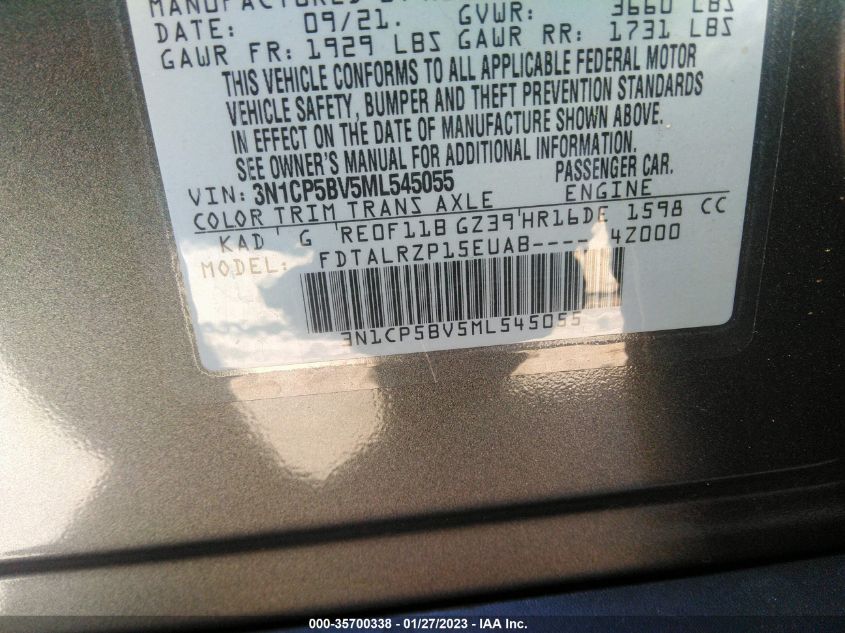 MANUFACTURED BY
DATE: 09/21. GVWR: 3660 LBS
GAWR FR: 1929 LBS GAWR RR: 1731 LBS
THIS VEHICLE CONFORMS TO ALL APPLICABLE FEDERAL MOTOR
VEHICLE SAFETY, BUMPER AND THEFT PREVENTION STANDARDS
IN EFFECT ON THE DATE OF MANUFACTURE SHOWN ABOVE.
SEE OWNER'S MANUAL FOR ADDITIONAL INFORMATION.
VIN: 3N1CP5BV5ML545055 PASSENGER CAR.
COLOR TRIM TRANS AXLE ENGINE
KAD ' G 'RE0F11B GZ39'HR16DE 1598 CC
MODEL: FDTALRZP15EUAB----- 4Z000
3N1CP5BV5ML545055
000-35700338 - 01/27/2023 - IAA Inc.